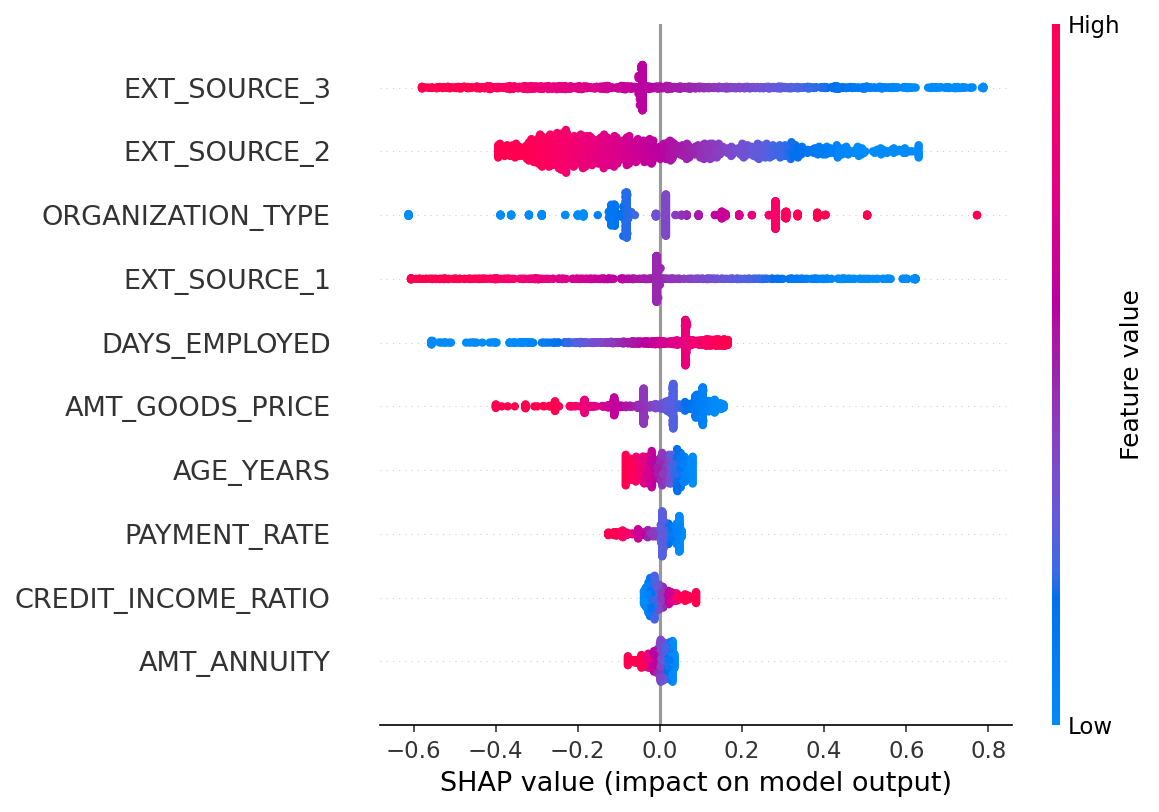 High
EXT_SOURCE_3
EXT_SOURCE_2
ORGANIZATION_TYPE
EXT_SOURCE_1
DAYS_EMPLOYED
AMT_GOODS_PRICE
AGE_YEARS
PAYMENT_RATE
CREDIT_INCOME_RATIO
AMT_ANNUITY
Feature value
Low
−0.6 −0.4 −0.2 0.0 0.2 0.4 0.6 0.8
SHAP value (impact on model output)